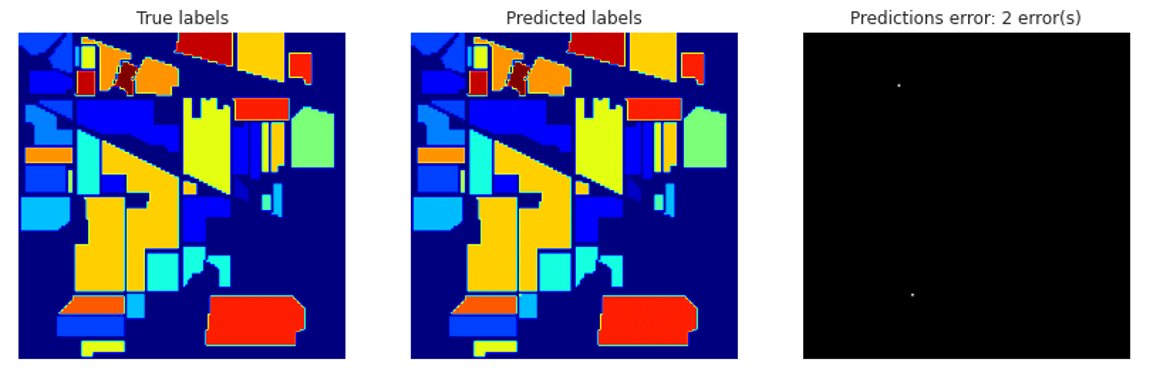 True labels
Predicted labels
Predictions error: 2 error(s)